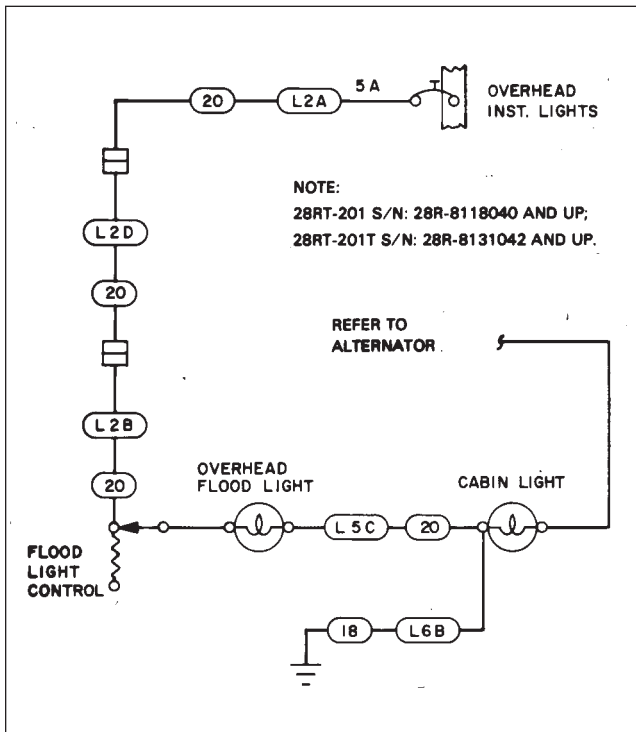 20 L2A 5A OVERHEAD
INST. LIGHTS
NOTE:
28RT-201 S/N: 28R-8118040 AND UP;
28RT-201T S/N: 28R-8131042 AND UP.
L2D
20
REFER TO
ALTERNATOR
L2B
20
OVERHEAD
FLOOD LIGHT
CABIN LIGHT
L5C 20
FLOOD
LIGHT
CONTROL
18 L6B